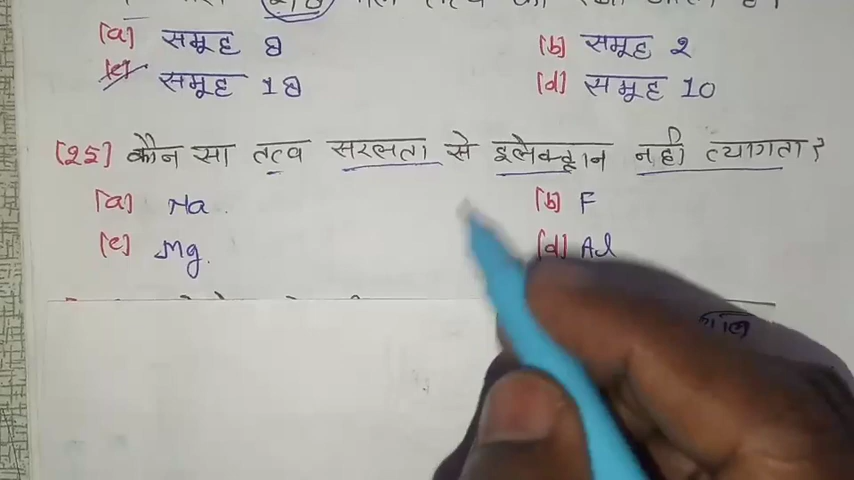 [a] समूह 8 [b] समूह 2
[c] समूह 18 [d] समूह 10
[25] कौन सा तत्व सरलता से इलेक्ट्रान नही त्यागता?
[a] Na. [b] F
[c] Mg. [d] Al